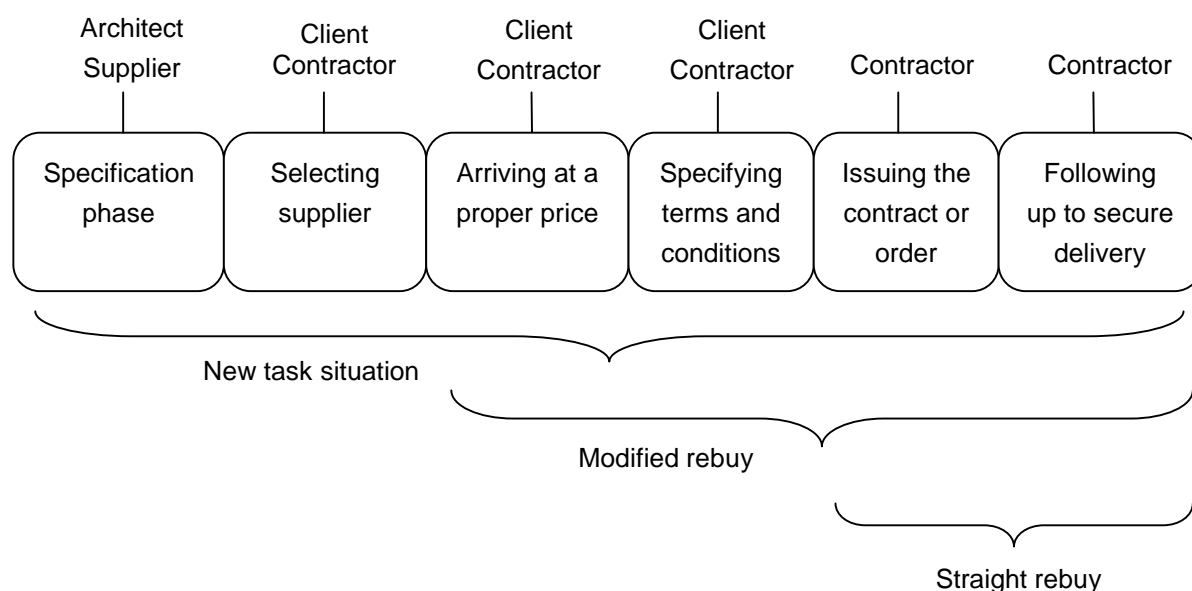 Architect
Supplier
Client
Contractor
Client
Contractor
Client
Contractor
Contractor
Contractor
Specification
phase
Selecting
supplier
Arriving at a
proper price
Specifying
terms and
conditions
Issuing the
contract or
order
Following
up to secure
delivery
New task situation
Modified rebuy
Straight rebuy